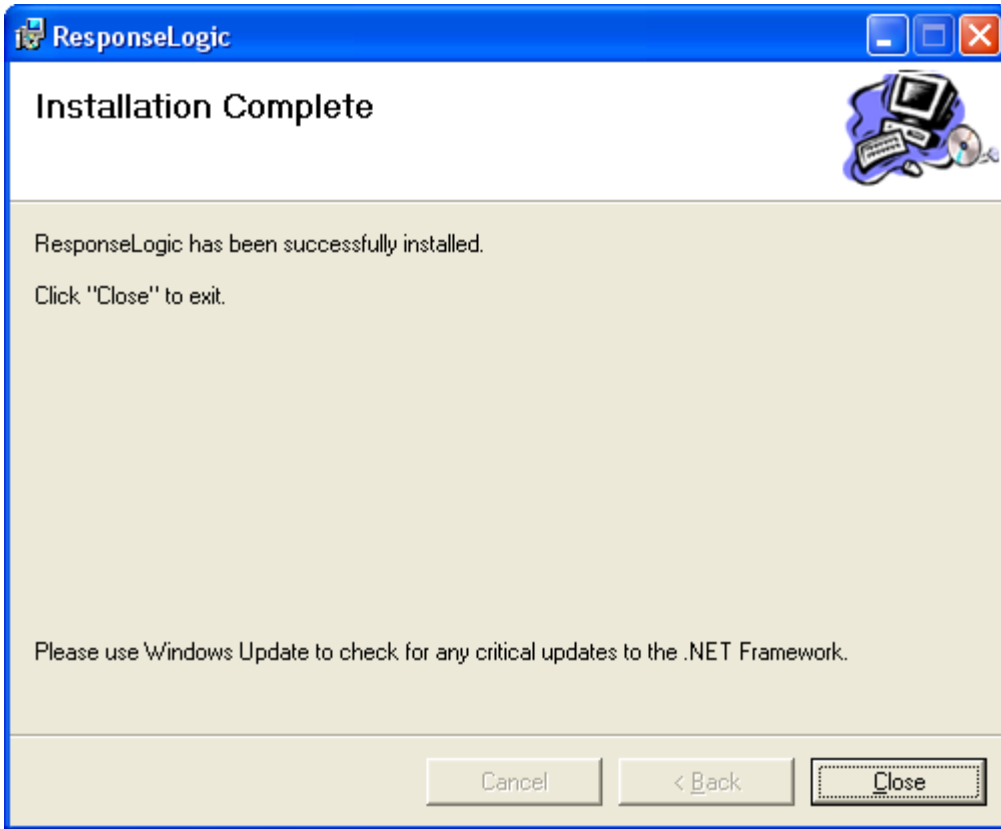 ResponseLogic
Installation Complete
ResponseLogic has been successfully installed.
Click "Close" to exit.
Please use Windows Update to check for any critical updates to the .NET Framework.
Cancel
< Back
Close